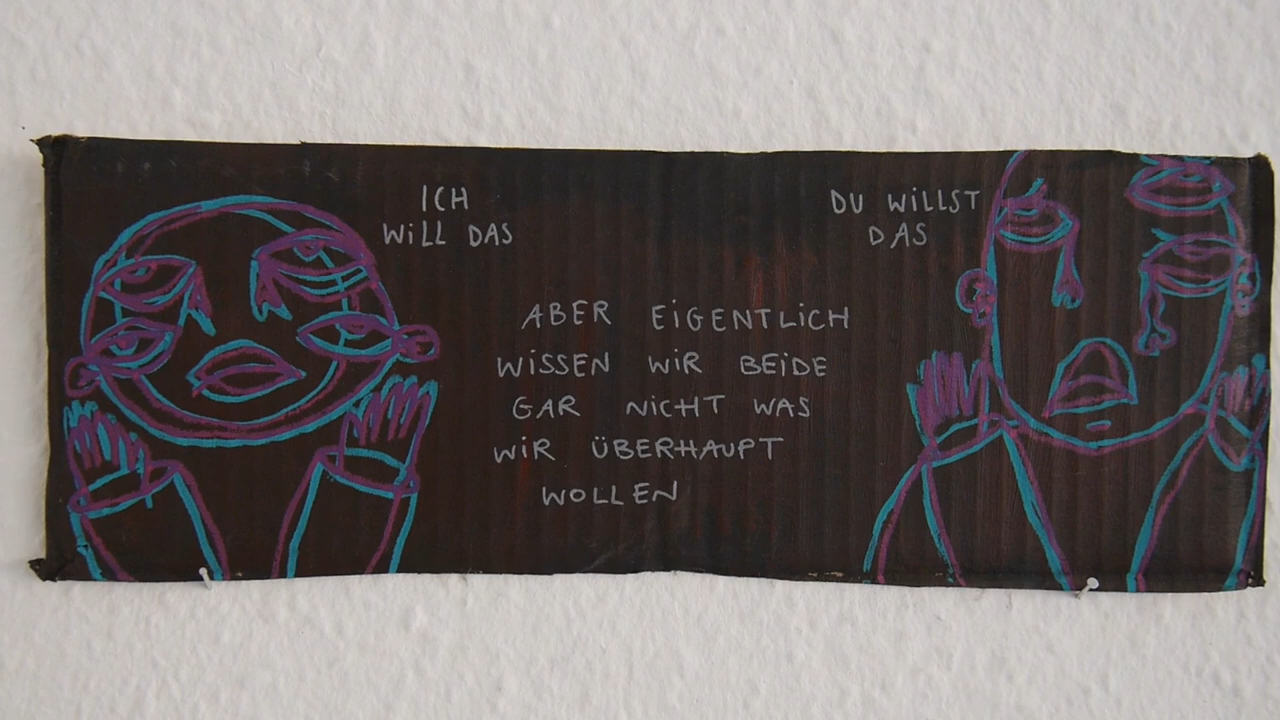 ICH
WiLL DAS
DU WiLLST
DAS
ABER EiGENTLiCH
WiSSEN WiR BEiDE
GAR NiCHT WAS
WiR ÜBERHAUPT
WOLLEN